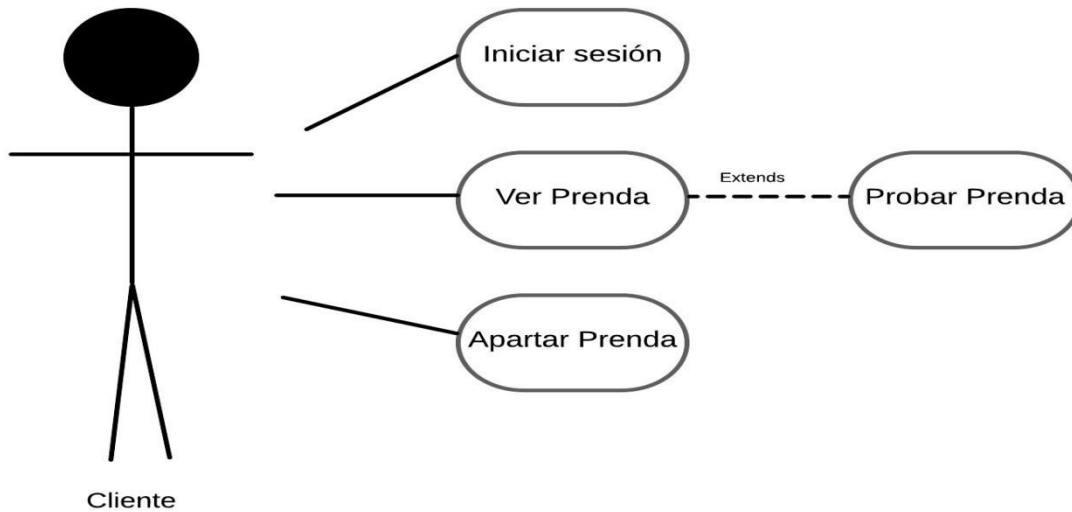 Iniciar sesión
Ver Prenda
Extends
Probar Prenda
Apartar Prenda
Cliente